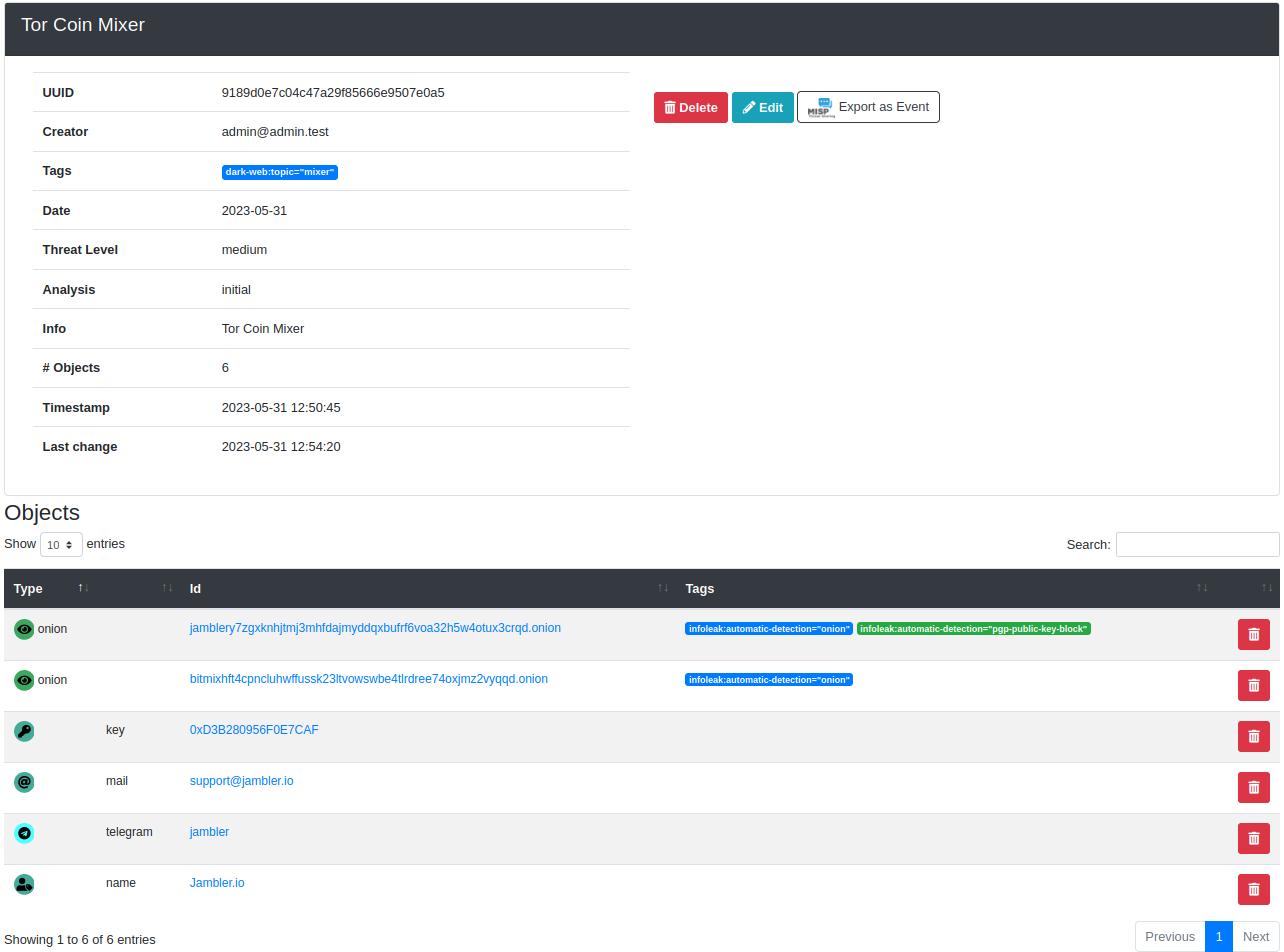 Tor Coin Mixer
UUID 9189d0e7c04c47a29f85666e9507e0a5
Delete Edit MISP Export as Event
Creator admin@admin.test
Tags dark-web:topic="mixer"
Date 2023-05-31
Threat Level medium
Analysis initial
Info Tor Coin Mixer
# Objects 6
Timestamp 2023-05-31 12:50:45
Last change 2023-05-31 12:54:20
Objects
Show 10 entries Search:
Type ↑↓ ↑↓ Id ↑↓ Tags ↑↓ ↑↓
onion jamblery7zgxknhjtmj3mhfdajmyddqxbufrf6voa32h5w4otux3crqd.onion infoleak:automatic-detection="onion" infoleak:automatic-detection="pgp-public-key-block"
onion bitmixhft4cpncluhwffussk23ltvowswbe4tlrdree74oxjmz2vyqqd.onion infoleak:automatic-detection="onion"
key 0xD3B280956F0E7CAF
mail support@jambler.io
telegram jambler
name Jambler.io
Showing 1 to 6 of 6 entries Previous 1 Next